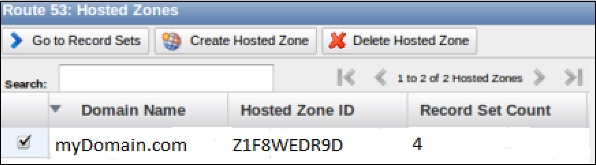 Route 53: Hosted Zones
Go to Record Sets Create Hosted Zone Delete Hosted Zone
Search: 1 to 2 of 2 Hosted Zones
Domain Name Hosted Zone ID Record Set Count
myDomain.com Z1F8WEDR9D 4